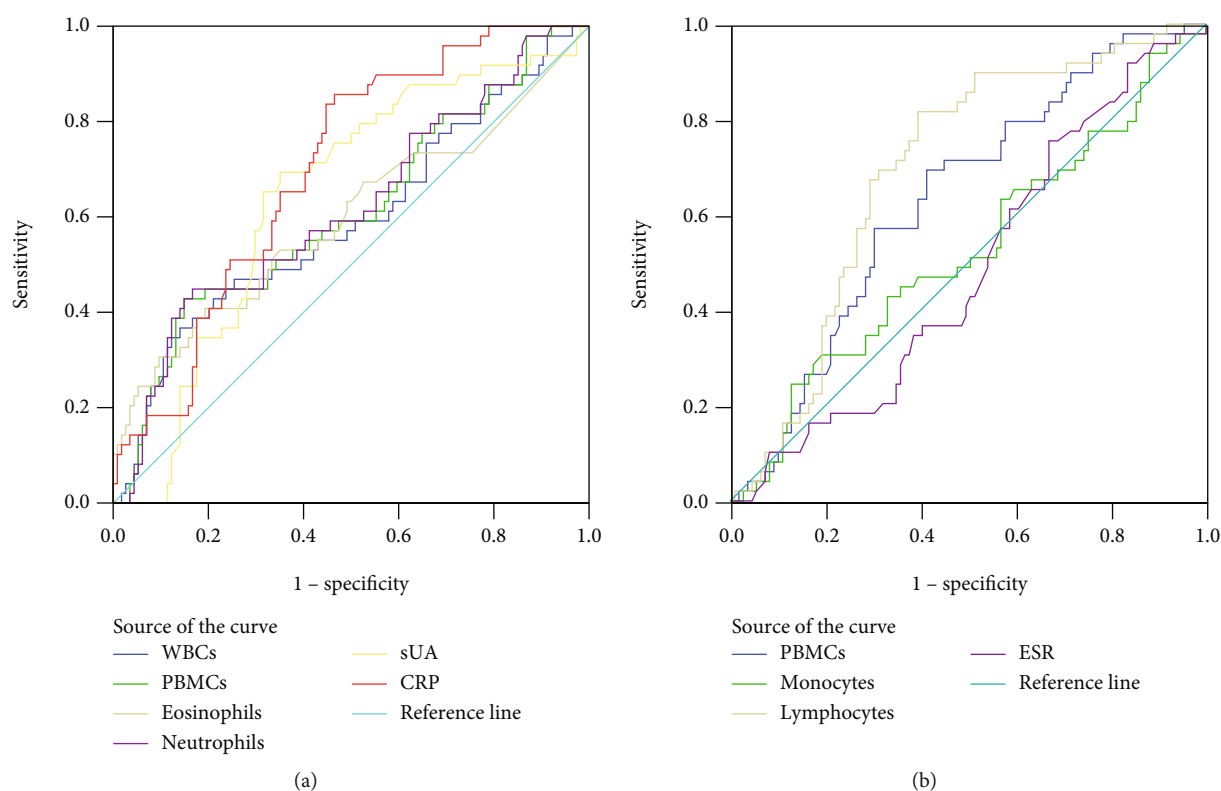 1.0
0.8
0.6
0.4
0.2
0.0
Sensitivity
0.0 0.2 0.4 0.6 0.8 1.0
1 – specificity
Source of the curve
WBCs
PBMCs
Eosinophils
Neutrophils
sUA
CRP
Reference line
(a)
1.0
0.8
0.6
0.4
0.2
0.0
Sensitivity
0.0 0.2 0.4 0.6 0.8 1.0
1 – specificity
Source of the curve
PBMCs
Monocytes
Lymphocytes
ESR
Reference line
(b)